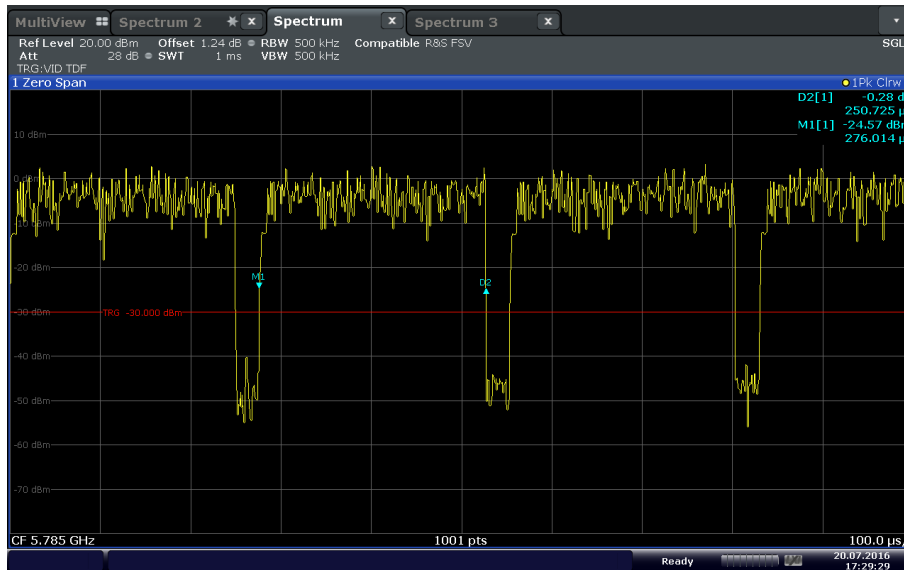 MultiView Spectrum 2 x Spectrum x Spectrum 3 x
Ref Level 20.00 dBm Offset 1.24 dB RBW 500 kHz Compatible R&S FSV SGL
Att 28 dB SWT 1 ms VBW 500 kHz
TRG:VID TDF
1 Zero Span 1Pk Clrw
D2[1] -0.28 d
250.725 µ
M1[1] -24.57 dBm
276.014 µ
10 dBm
0 dBm
-10 dBm
-20 dBm
M1
D2
-30 dBm TRG -30.000 dBm
-40 dBm
-50 dBm
-60 dBm
-70 dBm
CF 5.785 GHz 1001 pts 100.0 µs/
Ready 20.07.2016
17:29:29